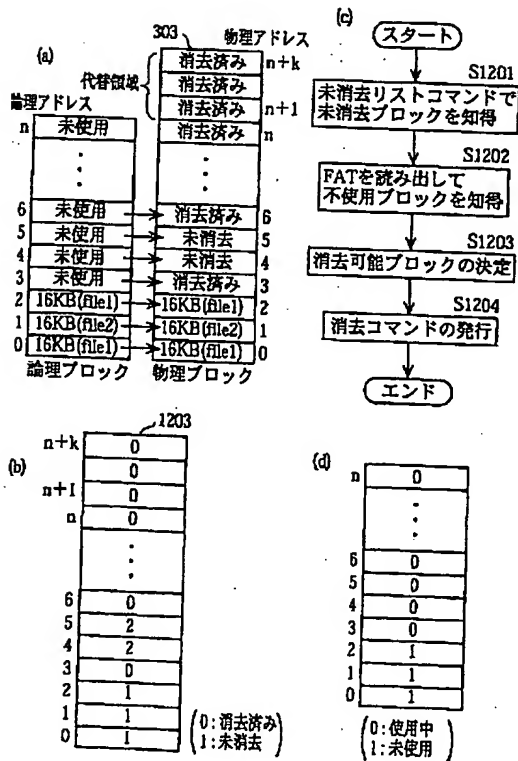 (a)
303
物理アドレス
消去済み n+k
代替領域
消去済み
論理アドレス
消去済み n+1
n 未使用
消去済み n
6 未使用 消去済み 6
5 未使用 未消去 5
4 未使用 未消去 4
3 未使用 消去済み 3
2 16KB(file1) 16KB(file1) 2
1 16KB(file2) 16KB(file2) 1
0 16KB(file1) 16KB(file1) 0
論理ブロック 物理ブロック
(c)
スタート
S1201
未消去リストコマンドで
未消去ブロックを知得
S1202
FATを読み出して
不使用ブロックを知得
S1203
消去可能ブロックの決定
S1204
消去コマンドの発行
エンド
(b)
1203
n+k 0
0
n+1 0
n 0
6 0
5 2
4 2
3 0
2 1
1 1
0 1
(0:消去済み
1:未消去)
(d)
n 0
6 0
5 0
4 0
3 0
2 1
1 1
0 1
(0:使用中
1:未使用)